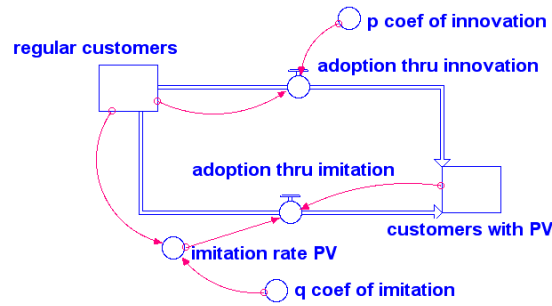 p coef of innovation
regular customers
adoption thru innovation
adoption thru imitation
customers with PV
imitation rate PV
q coef of imitation